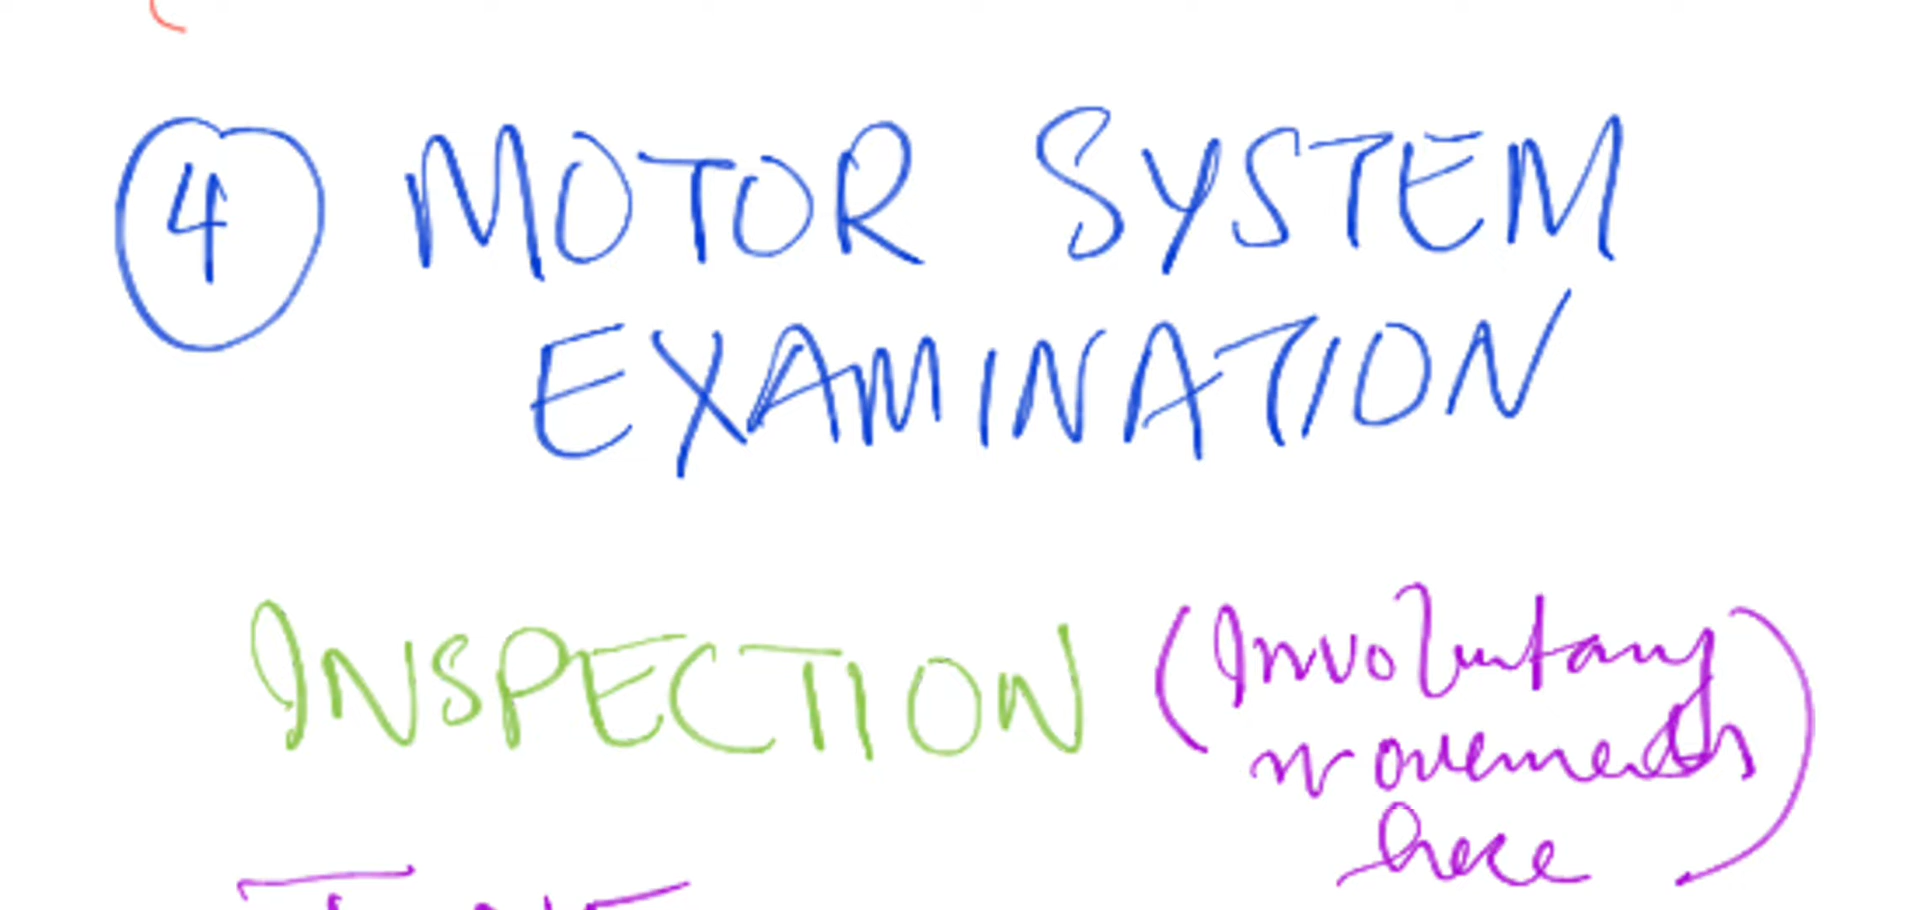 4 MOTOR SYSTEM
EXAMINATION
INSPECTION (Involuntary
movements
here)